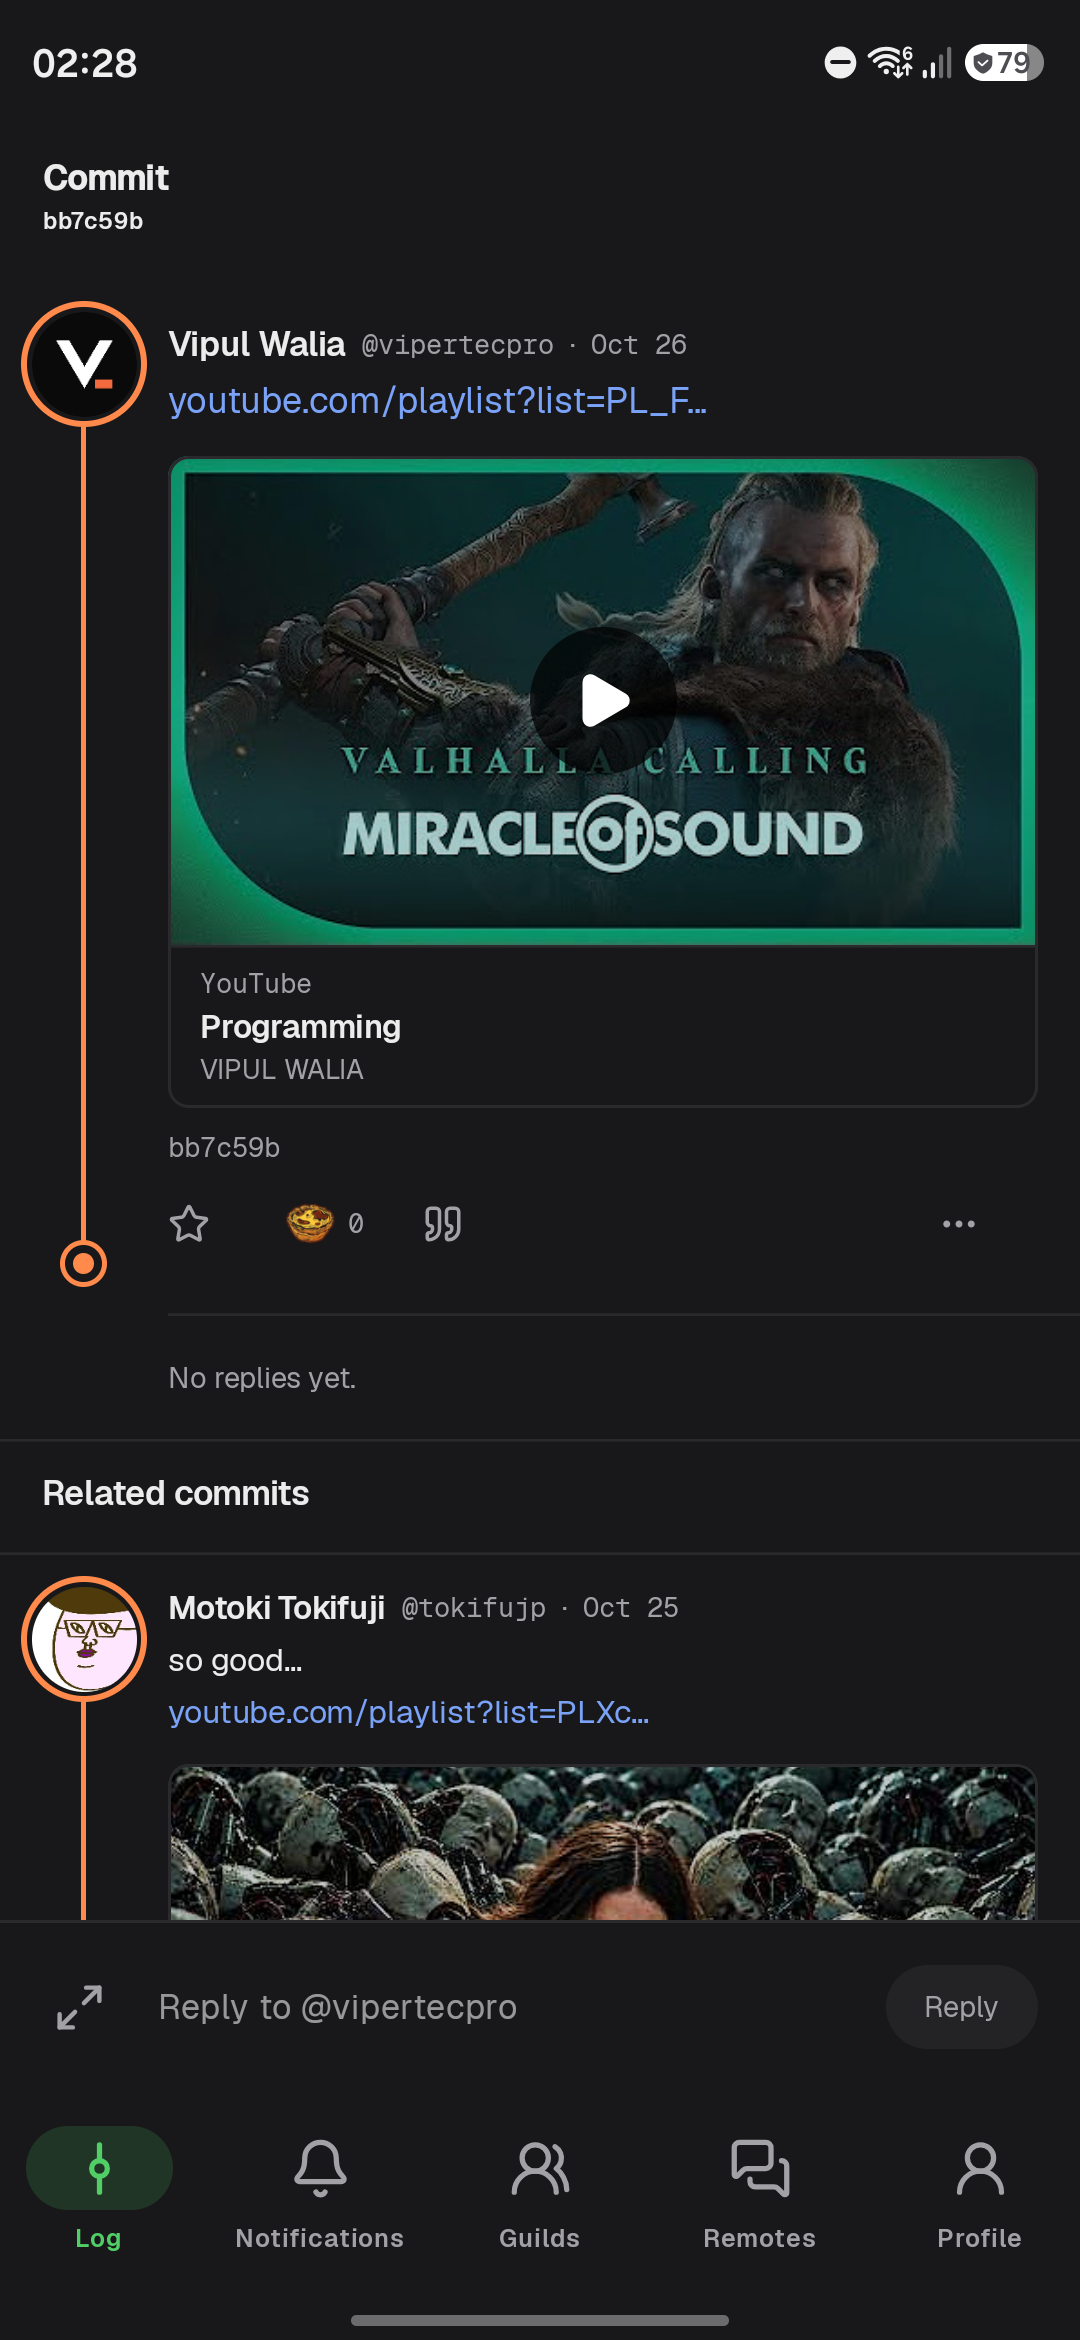 02:28
6
79
Commit
bb7c59b
Vipul Walia @vipertecpro · Oct 26
youtube.com/playlist?list=PL_F...
VALHALLA CALLING
MIRACLE of SOUND
YouTube
Programming
VIPUL WALIA
bb7c59b
0
No replies yet.
Related commits
Motoki Tokifuji @tokifujp · Oct 25
so good...
youtube.com/playlist?list=PLXc...
Reply to @vipertecpro
Reply
Log
Notifications
Guilds
Remotes
Profile